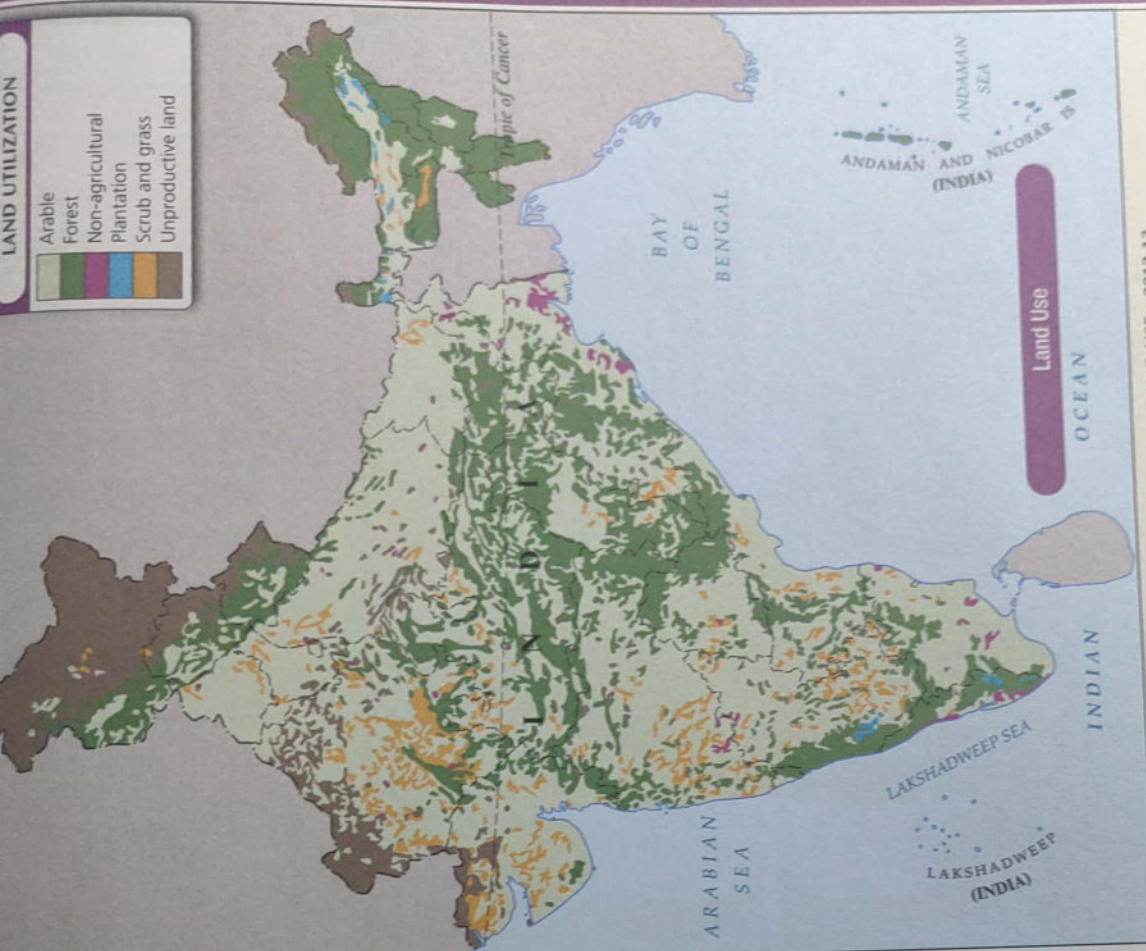 LAND UTILIZATION
Arable
Forest
Non-agricultural
Plantation
Scrub and grass
Unproductive land
Tropic of Cancer
INDIA
BAY
OF
BENGAL
ANDAMAN
SEA
ANDAMAN AND NICOBAR IS
(INDIA)
Land Use
ARABIAN
SEA
LAKSHADWEEP SEA
LAKSHADWEEP
(INDIA)
INDIAN
OCEAN